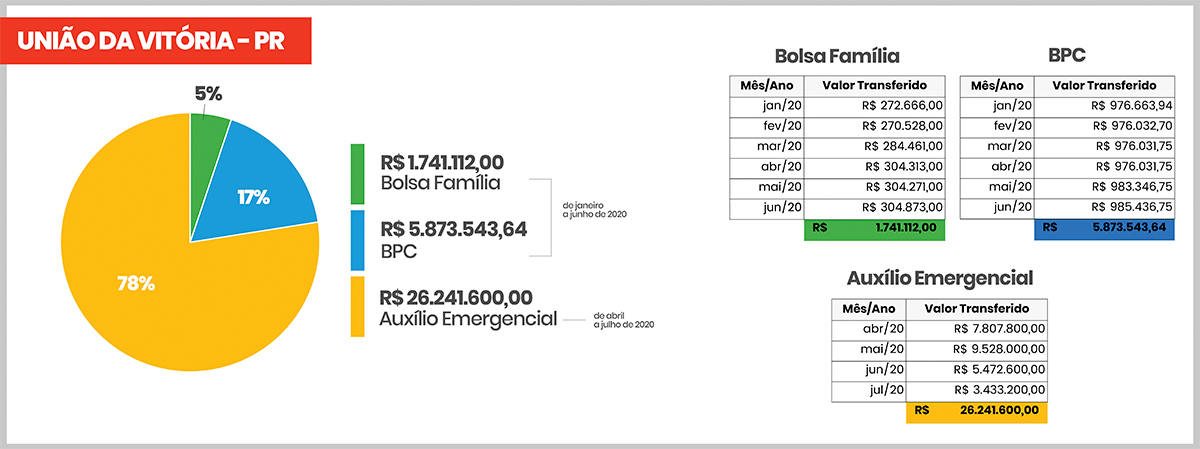 UNIÃO DA VITÓRIA - PR
5%
17%
78%
R$ 1.741.112,00
Bolsa Família
R$ 5.873.543,64
BPC
de janeiro
a junho de 2020
R$ 26.241.600,00
Auxílio Emergencial
de abril
a julho de 2020
Bolsa Família
Mês/Ano Valor Transferido
jan/20 R$ 272.666,00
fev/20 R$ 270.528,00
mar/20 R$ 284.461,00
abr/20 R$ 304.313,00
mai/20 R$ 304.271,00
jun/20 R$ 304.873,00
R$ 1.741.112,00
BPC
Mês/Ano Valor Transferido
jan/20 R$ 976.663,94
fev/20 R$ 976.032,70
mar/20 R$ 976.031,75
abr/20 R$ 976.031,75
mai/20 R$ 983.346,75
jun/20 R$ 985.436,75
R$ 5.873.543,64
Auxílio Emergencial
Mês/Ano Valor Transferido
abr/20 R$ 7.807.800,00
mai/20 R$ 9.528.000,00
jun/20 R$ 5.472.600,00
jul/20 R$ 3.433.200,00
R$ 26.241.600,00